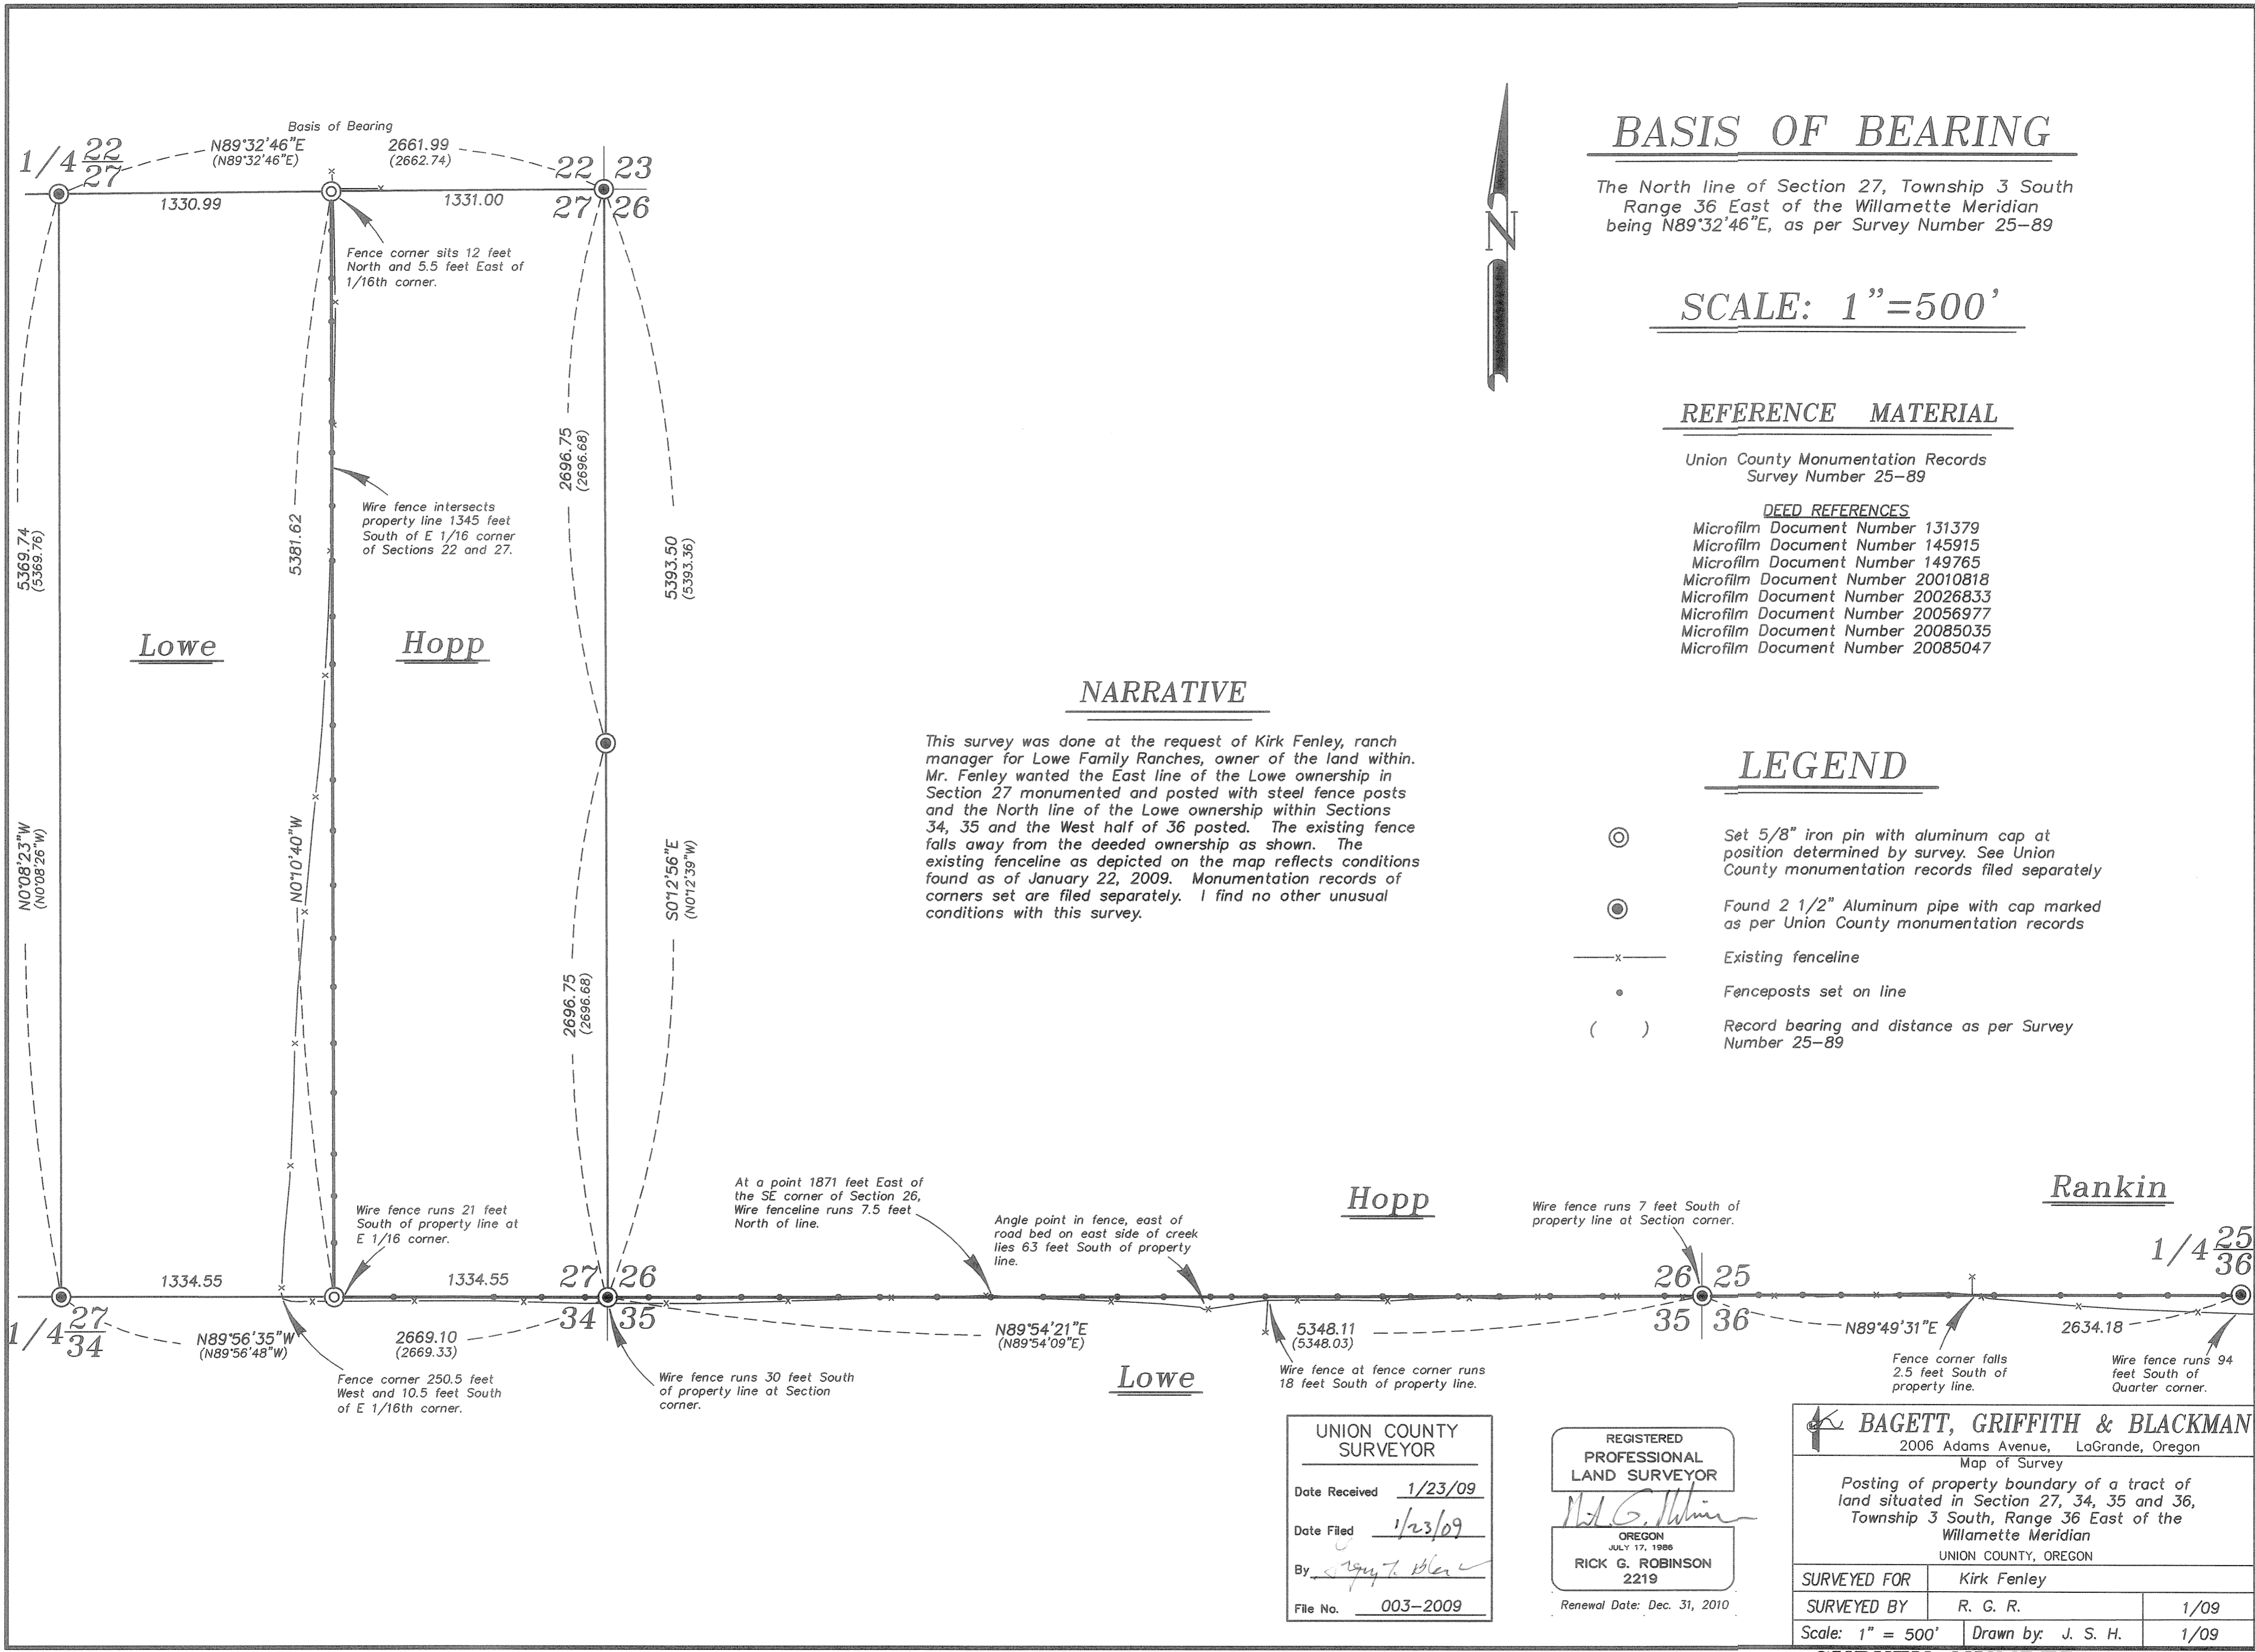 Basis of Bearing
N89°32'46"E 2661.99
(N89°32'46"E) (2662.74)
1/4 22
27
22 23
27 26
1330.99 1331.00
Fence corner sits 12 feet
North and 5.5 feet East of
1/16th corner.
2696.75
(2696.68)
Wire fence intersects
property line 1345 feet
South of E 1/16 corner
of Sections 22 and 27.
5369.74
(5369.76)
5381.62
5393.50
(5393.36)
Lowe
Hopp
N0°08'23"W
(N0°08'26"W)
N0°10'40"W
S0°12'56"E
(N0°12'39"W)
2696.75
(2696.68)
Wire fence runs 21 feet
South of property line at
E 1/16 corner.
1334.55 1334.55
27 26
34 35
1/4 27
34
N89°56'35"W 2669.10
(N89°56'48"W) (2669.33)
Fence corner 250.5 feet
West and 10.5 feet South
of E 1/16th corner.
Wire fence runs 30 feet South
of property line at Section
corner.
At a point 1871 feet East of
the SE corner of Section 26,
Wire fenceline runs 7.5 feet
North of line.
Angle point in fence, east of
road bed on east side of creek
lies 63 feet South of property
line.
Hopp
Wire fence runs 7 feet South of
property line at Section corner.
Rankin
1/4 25
36
26 25
35 36
N89°54'21"E 5348.11
(N89°54'09"E) (5348.03)
N89°49'31"E 2634.18
Lowe
Wire fence at fence corner runs
18 feet South of property line.
Fence corner falls
2.5 feet South of
property line.
Wire fence runs 94
feet South of
Quarter corner.
N
BASIS OF BEARING
The North line of Section 27, Township 3 South
Range 36 East of the Willamette Meridian
being N89°32'46"E, as per Survey Number 25-89
SCALE: 1"=500'
REFERENCE MATERIAL
Union County Monumentation Records
Survey Number 25-89
DEED REFERENCES
Microfilm Document Number 131379
Microfilm Document Number 145915
Microfilm Document Number 149765
Microfilm Document Number 20010818
Microfilm Document Number 20026833
Microfilm Document Number 20056977
Microfilm Document Number 20085035
Microfilm Document Number 20085047
NARRATIVE
This survey was done at the request of Kirk Fenley, ranch
manager for Lowe Family Ranches, owner of the land within.
Mr. Fenley wanted the East line of the Lowe ownership in
Section 27 monumented and posted with steel fence posts
and the North line of the Lowe ownership within Sections
34, 35 and the West half of 36 posted. The existing fence
falls away from the deeded ownership as shown. The
existing fenceline as depicted on the map reflects conditions
found as of January 22, 2009. Monumentation records of
corners set are filed separately. I find no other unusual
conditions with this survey.
LEGEND
Set 5/8" iron pin with aluminum cap at
position determined by survey. See Union
County monumentation records filed separately
Found 2 1/2" Aluminum pipe with cap marked
as per Union County monumentation records
Existing fenceline
Fenceposts set on line
( ) Record bearing and distance as per Survey
Number 25-89
UNION COUNTY
SURVEYOR
Date Received 1/23/09
Date Filed 1/23/09
By
File No. 003-2009
REGISTERED
PROFESSIONAL
LAND SURVEYOR
OREGON
JULY 17, 1986
RICK G. ROBINSON
2219
Renewal Date: Dec. 31, 2010
BAGETT, GRIFFITH & BLACKMAN
2006 Adams Avenue, LaGrande, Oregon
Map of Survey
Posting of property boundary of a tract of
land situated in Section 27, 34, 35 and 36,
Township 3 South, Range 36 East of the
Willamette Meridian
UNION COUNTY, OREGON
SURVEYED FOR Kirk Fenley
SURVEYED BY R. G. R. 1/09
Scale: 1" = 500' Drawn by: J. S. H. 1/09